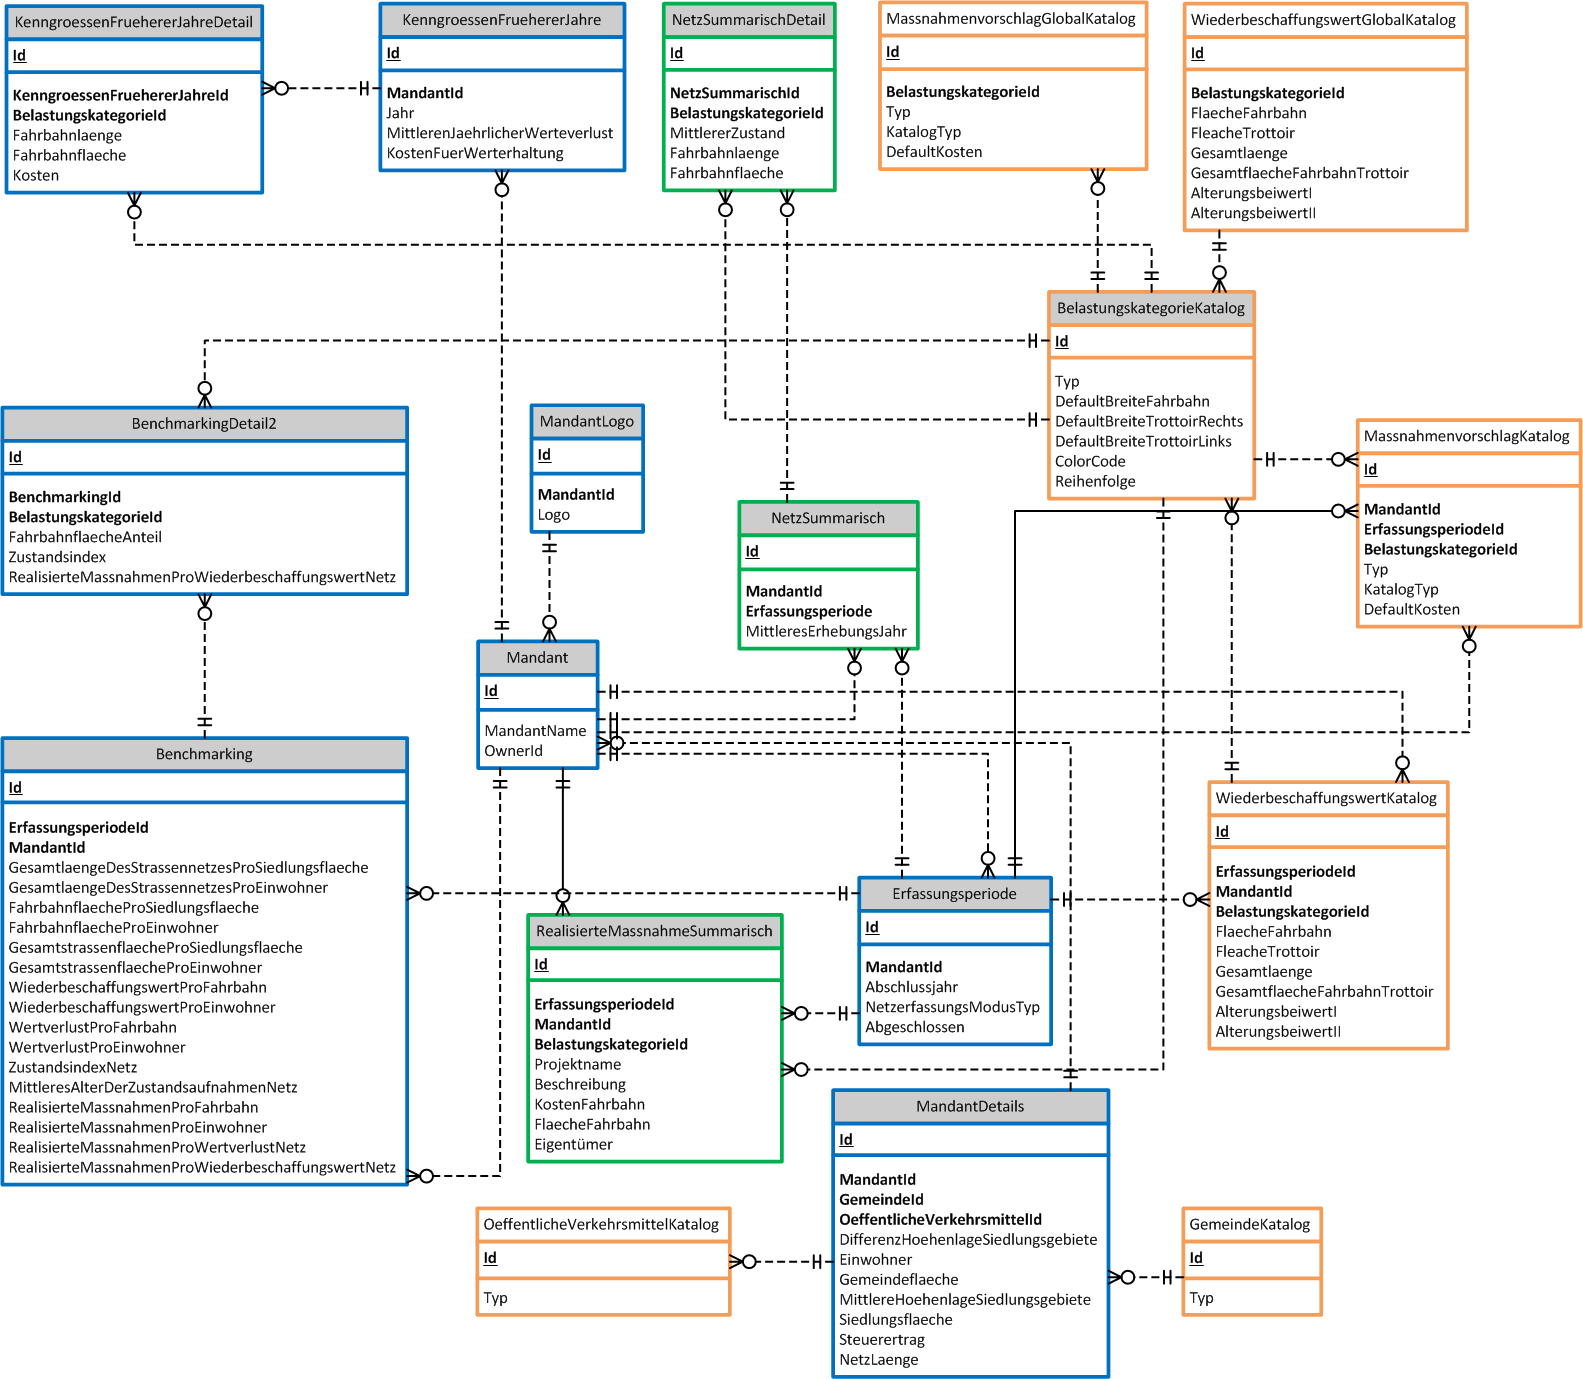 KenngroessenFruehererJahreDetail
Id
KenngroessenFruehererJahreId
BelastungskategorieId
Fahrbahnlaenge
Fahrbahnflaeche
Kosten
KenngroessenFruehererJahre
Id
MandantId
Jahr
MittlerenJaehrlicherWerteverlust
KostenFuerWerterhaltung
NetzSummarischDetail
Id
NetzSummarischId
BelastungskategorieId
MittlererZustand
Fahrbahnlaenge
Fahrbahnflaeche
MassnahmenvorschlagGlobalKatalog
Id
BelastungskategorieId
Typ
KatalogTyp
DefaultKosten
WiederbeschaffungswertGlobalKatalog
Id
BelastungskategorieId
FlaecheFahrbahn
FleacheTrottoir
Gesamtlaenge
GesamtflaecheFahrbahnTrottoir
AlterungsbeiwertI
AlterungsbeiwertII
BelastungskategorieKatalog
Id
Typ
DefaultBreiteFahrbahn
DefaultBreiteTrottoirRechts
DefaultBreiteTrottoirLinks
ColorCode
Reihenfolge
BenchmarkingDetail2
Id
BenchmarkingId
BelastungskategorieId
FahrbahnflaecheAnteil
Zustandsindex
RealisierteMassnahmenProWiederbeschaffungswertNetz
MandantLogo
Id
MandantId
Logo
MassnahmenvorschlagKatalog
Id
MandantId
ErfassungsperiodeId
BelastungskategorieId
Typ
KatalogTyp
DefaultKosten
NetzSummarisch
Id
MandantId
Erfassungsperiode
MittleresErhebungsJahr
Mandant
Id
MandantName
OwnerId
Benchmarking
Id
ErfassungsperiodeId
MandantId
GesamtlaengeDesStrassennetzesProSiedlungsflaeche
GesamtlaengeDesStrassennetzesProEinwohner
FahrbahnflaecheProSiedlungsflaeche
FahrbahnflaecheProEinwohner
GesamtstrassenflaecheProSiedlungsflaeche
GesamtstrassenflaecheProEinwohner
WiederbeschaffungswertProFahrbahn
WiederbeschaffungswertProEinwohner
WertverlustProFahrbahn
WertverlustProEinwohner
ZustandsindexNetz
MittleresAlterDerZustandsaufnahmenNetz
RealisierteMassnahmenProFahrbahn
RealisierteMassnahmenProEinwohner
RealisierteMassnahmenProWertverlustNetz
RealisierteMassnahmenProWiederbeschaffungswertNetz
WiederbeschaffungswertKatalog
Id
ErfassungsperiodeId
MandantId
BelastungskategorieId
FlaecheFahrbahn
FleacheTrottoir
Gesamtlaenge
GesamtflaecheFahrbahnTrottoir
AlterungsbeiwertI
AlterungsbeiwertII
Erfassungsperiode
Id
MandantId
Abschlussjahr
NetzerfassungsModusTyp
Abgeschlossen
RealisierteMassnahmeSummarisch
Id
ErfassungsperiodeId
MandantId
BelastungskategorieId
Projektname
Beschreibung
KostenFahrbahn
FlaecheFahrbahn
Eigentümer
MandantDetails
Id
MandantId
GemeindeId
OeffentlicheVerkehrsmittelId
DifferenzHoehenlageSiedlungsgebiete
Einwohner
Gemeindeflaeche
MittlereHoehenlageSiedlungsgebiete
Siedlungsflaeche
Steuerertrag
NetzLaenge
OeffentlicheVerkehrsmittelKatalog
Id
Typ
GemeindeKatalog
Id
Typ